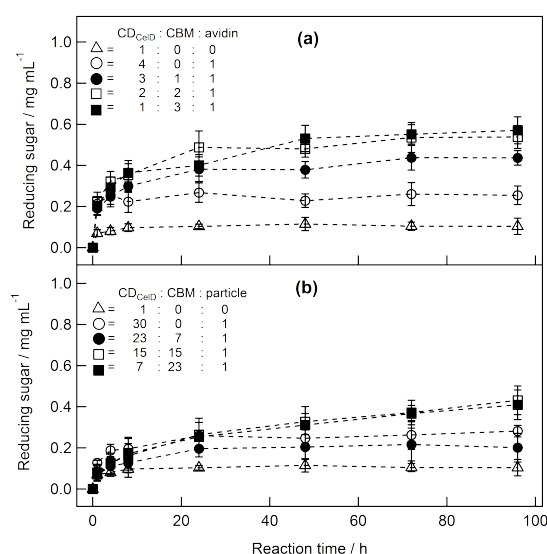 (a)
CD_CelD : CBM : avidin
△ = 1 : 0 : 0
○ = 4 : 0 : 1
● = 3 : 1 : 1
□ = 2 : 2 : 1
■ = 1 : 3 : 1
Reducing sugar / mg mL⁻¹
1.0
0.8
0.6
0.4
0.2
0.0
(b)
CD_CelD : CBM : particle
△ = 1 : 0 : 0
○ = 30 : 0 : 1
● = 23 : 7 : 1
□ = 15 : 15 : 1
■ = 7 : 23 : 1
Reducing sugar / mg mL⁻¹
1.0
0.8
0.6
0.4
0.2
0.0
0 20 40 60 80 100
Reaction time / h